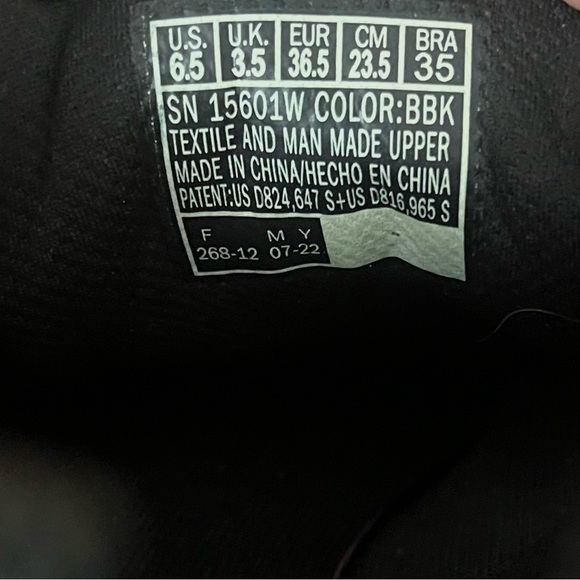 U.S. U.K. EUR CM BRA
6.5 3.5 36.5 23.5 35
SN 15601W COLOR:BBK
TEXTILE AND MAN MADE UPPER
MADE IN CHINA/HECHO EN CHINA
PATENT:US D824,647 S+US D816,965 S
F M Y
268-12 07-22